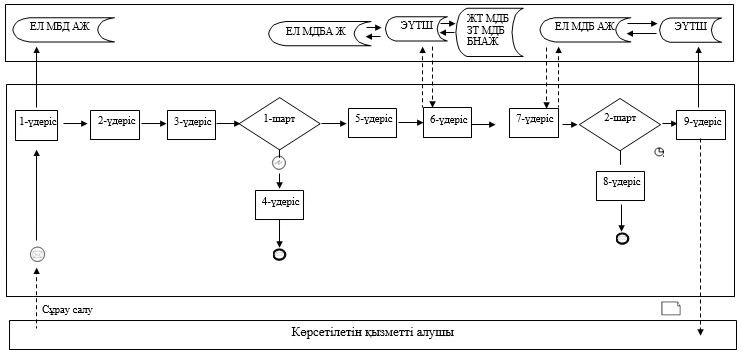 ЕЛ МБД АЖ
ЕЛ МДБА Ж
ЭҮТШ
ЖТ МДБ
ЗТ МДБ
БНАЖ
ЕЛ МДБ АЖ
ЭҮТШ
1-үдеріс
2-үдеріс
3-үдеріс
1-шарт
5-үдеріс
6-үдеріс
7-үдеріс
2-шарт
9-үдеріс
4-үдеріс
8-үдеріс
Сұрау салу
Көрсетілетін қызметті алушы